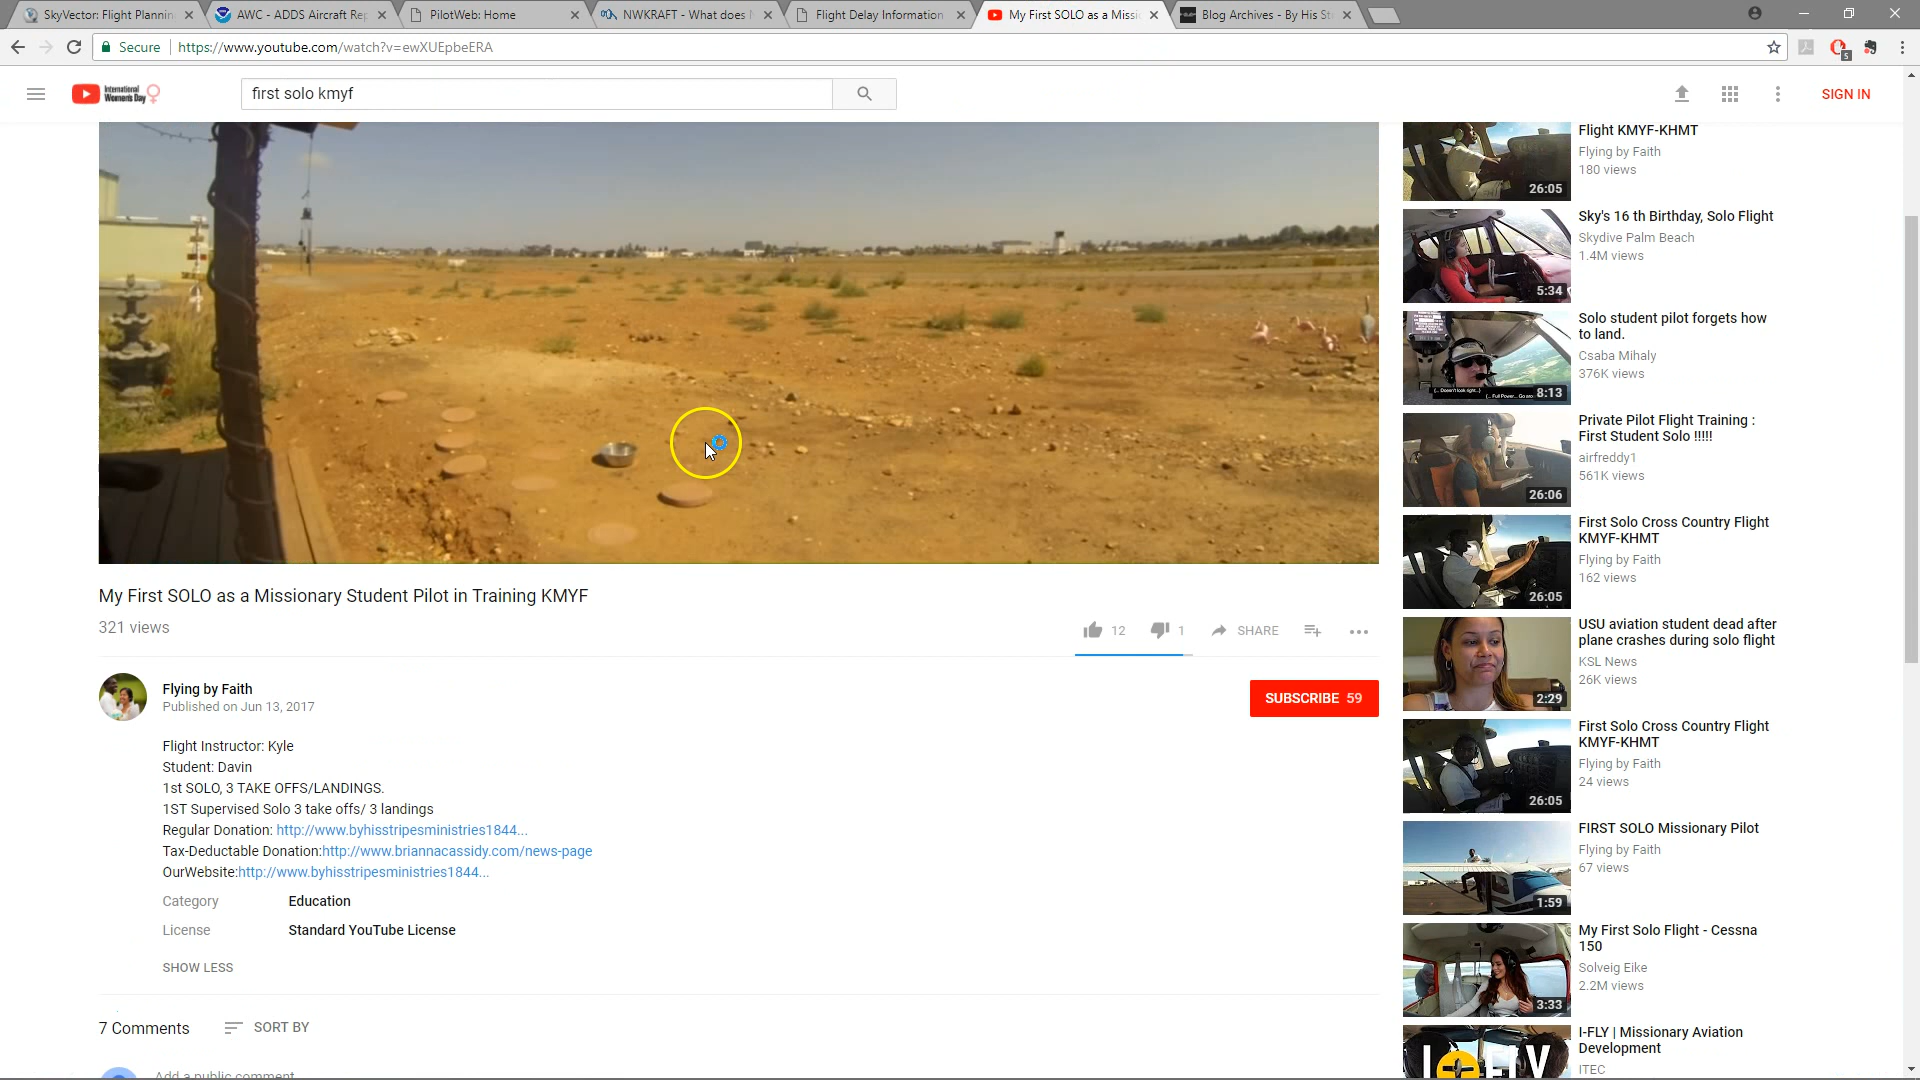 SkyVector: Flight Plannin
AWC - ADDS Aircraft Re
PilotWeb: Home
NWKRAFT - What does
Flight Delay Information
My First SOLO as a Missi
Blog Archives - By His St
Secure
https://www.youtube.com/watch?v=ewXUEpbeERA
5
International
Women's Day
first solo kmyf
SIGN IN
My First SOLO as a Missionary Student Pilot in Training KMYF
321 views
12
1
SHARE
Flying by Faith
Published on Jun 13, 2017
SUBSCRIBE 59
Flight Instructor: Kyle
Student: Davin
1st SOLO, 3 TAKE OFFS/LANDINGS.
1ST Supervised Solo 3 take offs/ 3 landings
Regular Donation: http://www.byhisstripesministries1844...
Tax-Deductable Donation:http://www.briannacassidy.com/news-page
OurWebsite:http://www.byhisstripesministries1844...
Category Education
License Standard YouTube License
SHOW LESS
7 Comments
SORT BY
Add a public comment
Flight KMYF-KHMT
Flying by Faith
180 views
26:05
Sky's 16 th Birthday, Solo Flight
Skydive Palm Beach
1.4M views
5:34
Solo student pilot forgets how
to land.
Csaba Mihaly
376K views
8:13
Private Pilot Flight Training :
First Student Solo !!!!!
airfreddy1
561K views
26:06
First Solo Cross Country Flight
KMYF-KHMT
Flying by Faith
162 views
26:05
USU aviation student dead after
plane crashes during solo flight
KSL News
26K views
2:29
First Solo Cross Country Flight
KMYF-KHMT
Flying by Faith
24 views
26:05
FIRST SOLO Missionary Pilot
Flying by Faith
67 views
1:59
My First Solo Flight - Cessna
150
Solveig Eike
2.2M views
3:33
I-FLY | Missionary Aviation
Development
ITEC